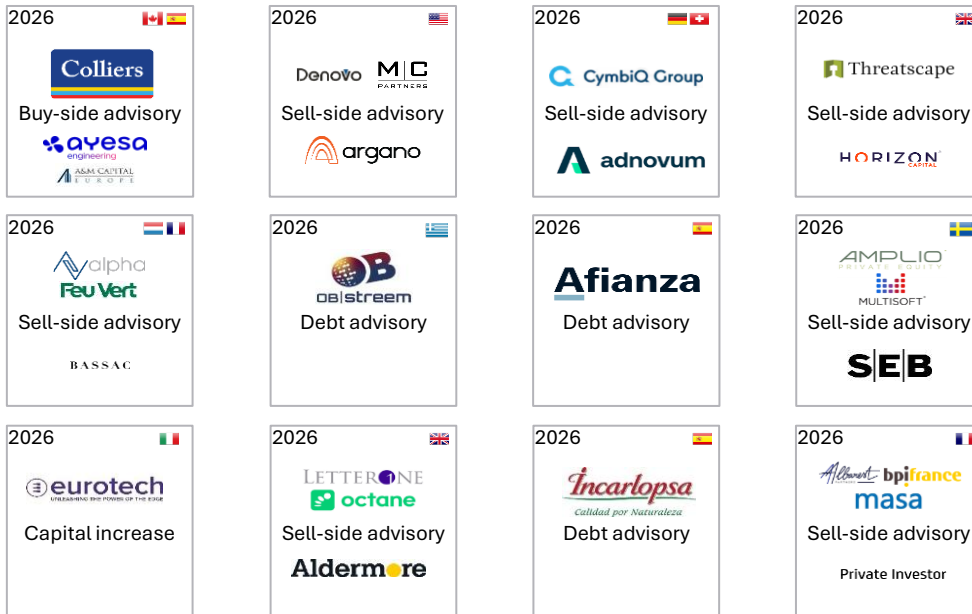 2026
Colliers
Buy-side advisory
ayesa
engineering
A&M CAPITAL
EUROPE
2026
Denovo M|C
PARTNERS
Sell-side advisory
argano
2026
CymbiQ Group
Sell-side advisory
adnovum
2026
Threatscape
Sell-side advisory
HORIZON
CAPITAL
2026
alpha
Feu Vert
Sell-side advisory
BASSAC
2026
OB|streem
Debt advisory
2026
Afianza
Debt advisory
2026
AMPLIO
PRIVATE EQUITY
MULTISOFT
Sell-side advisory
S|E|B
2026
eurotech
UNLEASHING THE POWER OF THE EDGE
Capital increase
2026
LETTERONE
octane
Sell-side advisory
Aldermore
2026
Incarlopsa
Calidad por Naturaleza
Debt advisory
2026
Albarest bpifrance
masa
Sell-side advisory
Private Investor